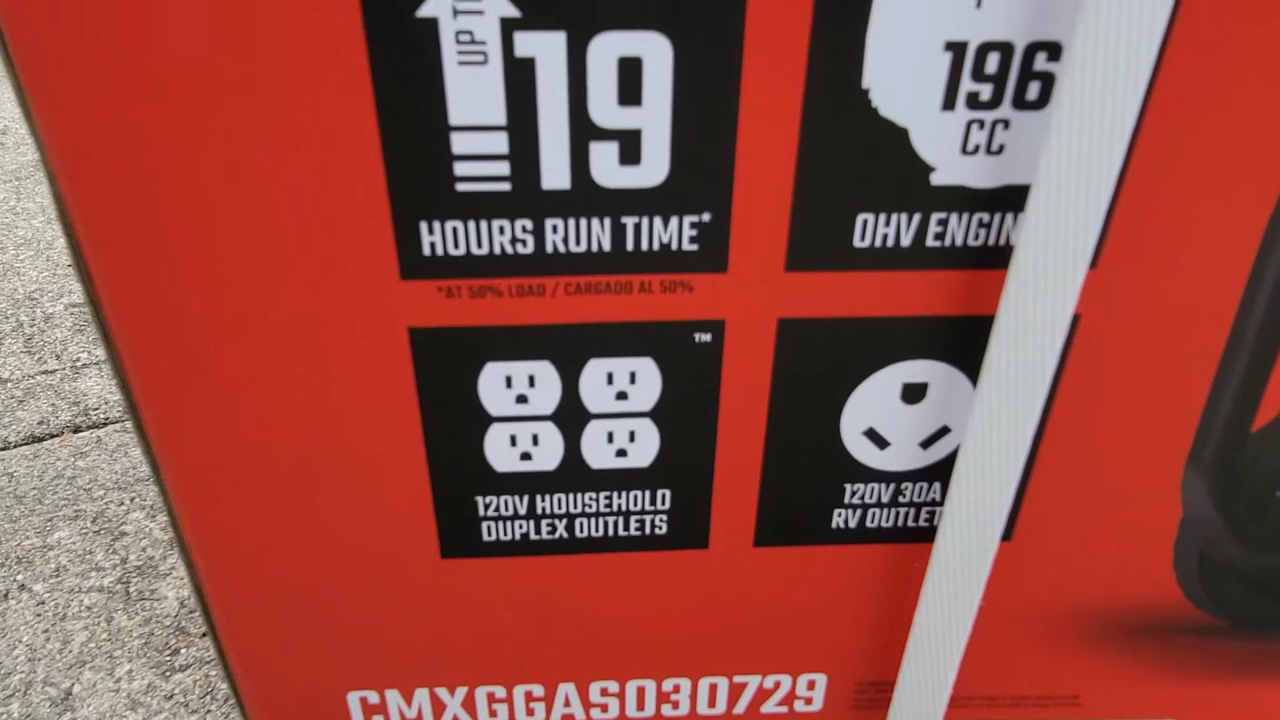 UP T
19
HOURS RUN TIME*
*AT 50% LOAD / CARGADO AL 50%
196
CC
OHV ENGIN
TM
120V HOUSEHOLD
DUPLEX OUTLETS
120V 30A
RV OUTLET
CMXGGAS030729